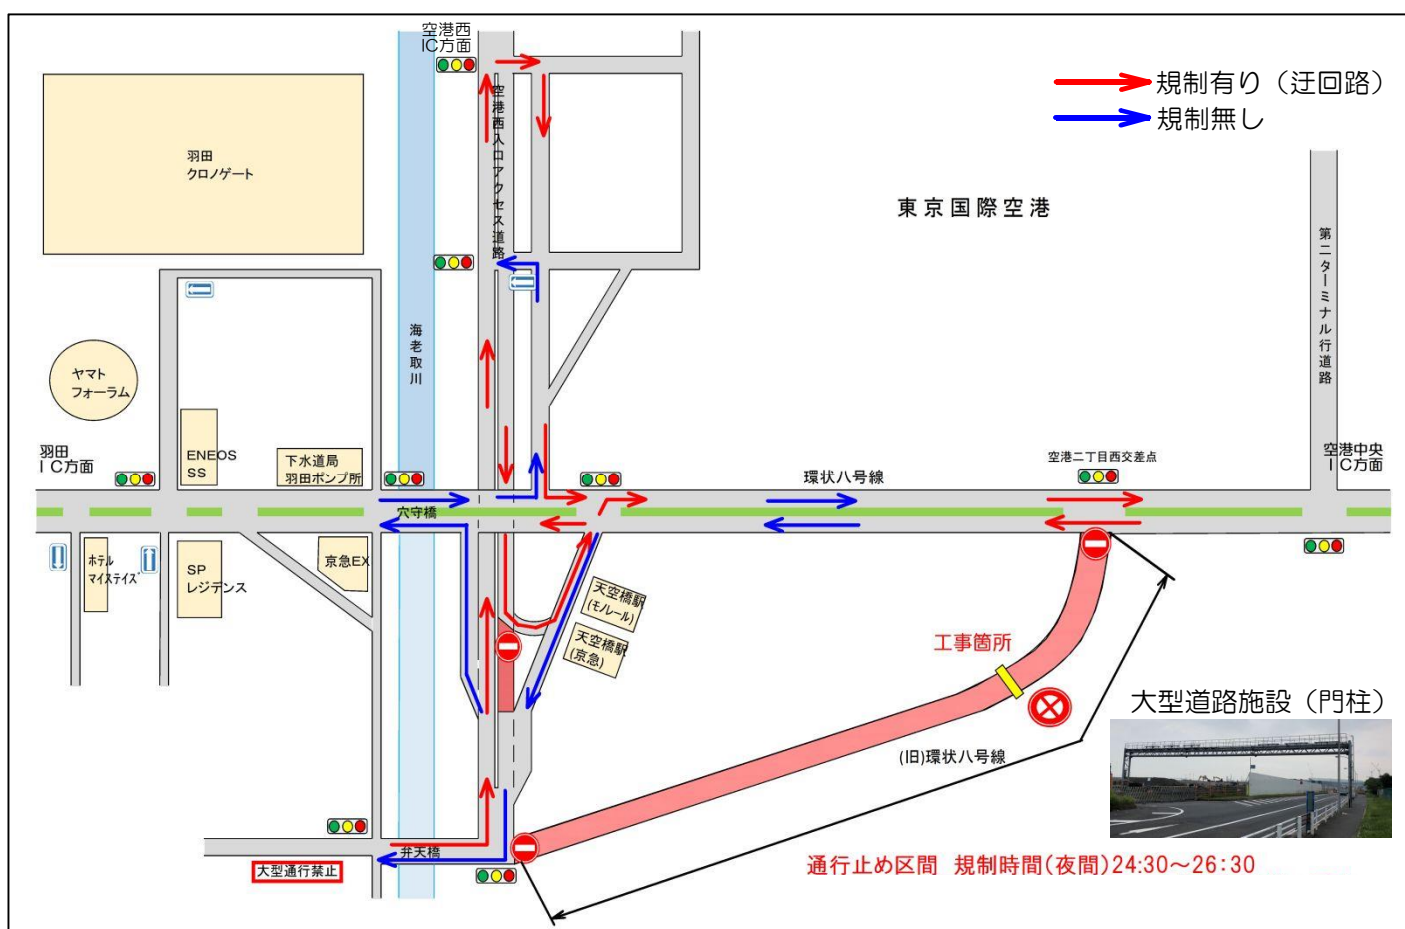 空港西
IC方面
規制有り（迂回路）
規制無し
空港西入口アクセス道路
羽田
クロノゲート
東京国際空港
第二ターミナル行道路
海老取川
ヤマト
フォーラム
羽田
IC方面
ENEOS
SS
下水道局
羽田ポンプ所
環状八号線
空港二丁目西交差点
空港中央
IC方面
穴守橋
ホテル
マイステイズ
SP
レジデンス
京急EX
天空橋駅
(モノレール)
天空橋駅
(京急)
工事箇所
大型道路施設（門柱）
(旧)環状八号線
弁天橋
大型通行禁止
通行止め区間 規制時間(夜間)24:30～26:30